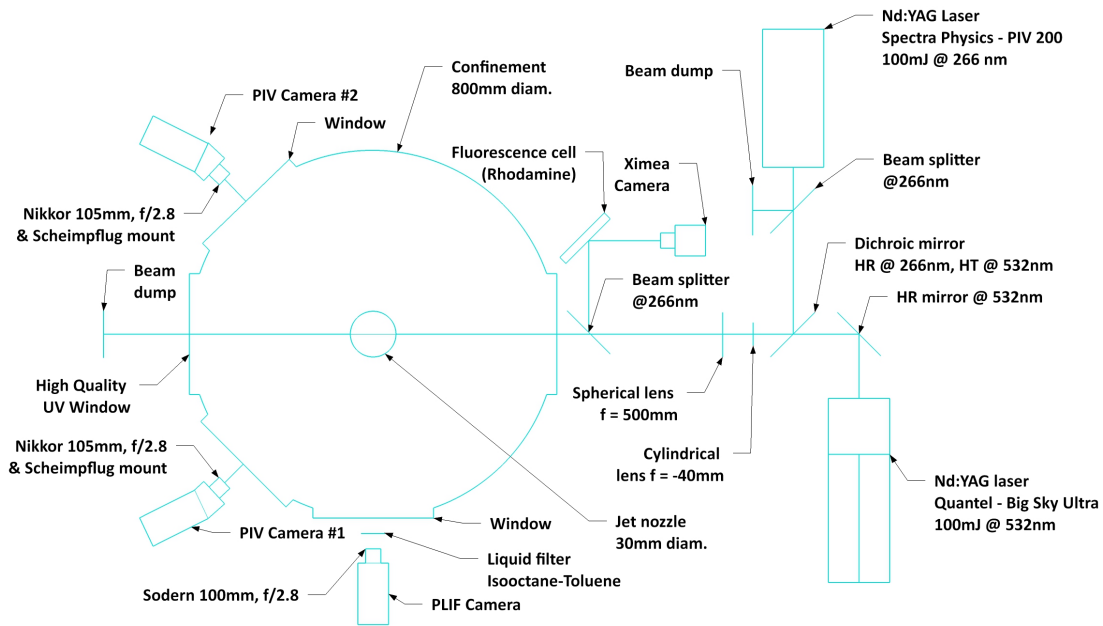 Nd:YAG Laser
Spectra Physics - PIV 200
100mJ @ 266 nm
Confinement
800mm diam.
Beam dump
PIV Camera #2
Window
Fluorescence cell
(Rhodamine)
Ximea
Camera
Beam splitter
@266nm
Nikkor 105mm, f/2.8
& Scheimpflug mount
Dichroic mirror
HR @ 266nm, HT @ 532nm
Beam
dump
Beam splitter
@266nm
HR mirror @ 532nm
High Quality
UV Window
Spherical lens
f = 500mm
Nikkor 105mm, f/2.8
& Scheimpflug mount
Cylindrical
lens f = -40mm
Nd:YAG laser
Quantel - Big Sky Ultra
100mJ @ 532nm
PIV Camera #1
Window
Jet nozzle
30mm diam.
Liquid filter
Isooctane-Toluene
Sodern 100mm, f/2.8
PLIF Camera